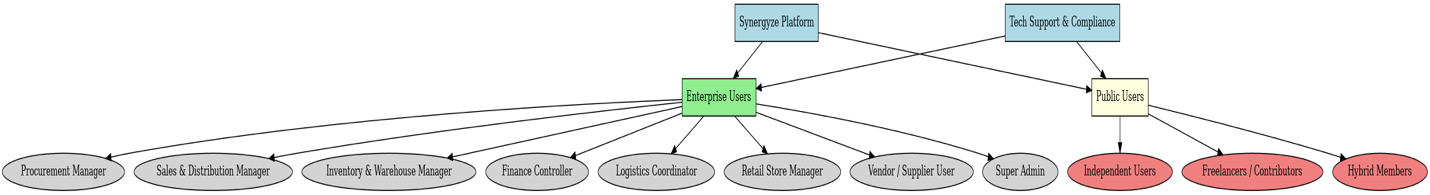 Synergyze Platform
Tech Support & Compliance
Enterprise Users
Public Users
Procurement Manager
Sales & Distribution Manager
Inventory & Warehouse Manager
Finance Controller
Logistics Coordinator
Retail Store Manager
Vendor / Supplier User
Super Admin
Independent Users
Freelancers / Contributors
Hybrid Members